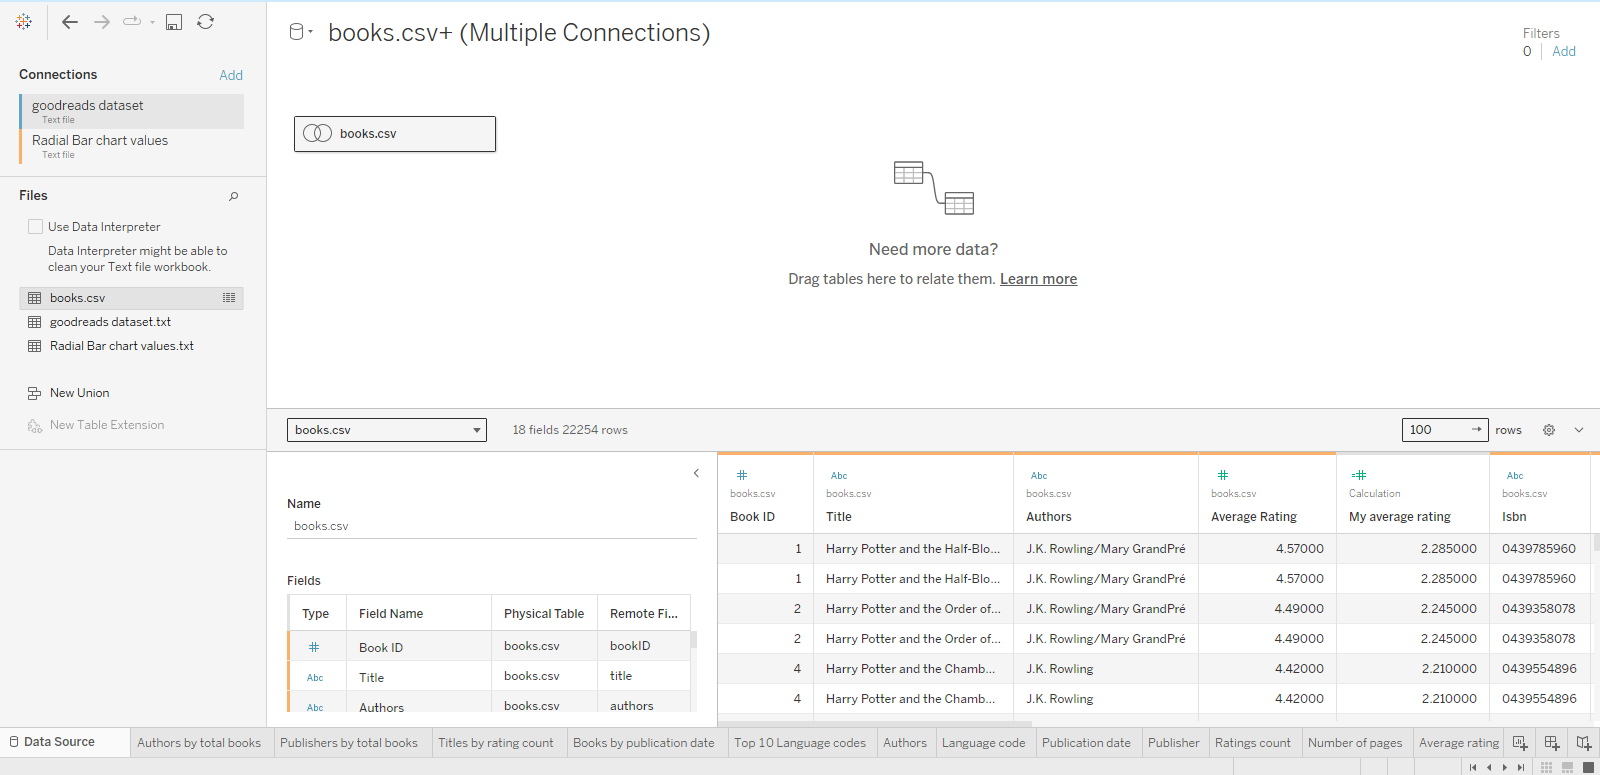 books.csv+ (Multiple Connections)
Filters
0 Add
Connections Add
goodreads dataset
Text file
Radial Bar chart values
Text file
books.csv
Files
Use Data Interpreter
Data Interpreter might be able to
clean your Text file workbook.
books.csv
goodreads dataset.txt
Radial Bar chart values.txt
New Union
New Table Extension
Need more data?
Drag tables here to relate them. Learn more
books.csv 18 fields 22254 rows 100 rows
Name
books.csv
Fields
Type Field Name Physical Table Remote Fi...
# Book ID books.csv bookID
Abc Title books.csv title
Abc Authors books.csv authors
# Abc Abc # =# Abc
books.csv books.csv books.csv books.csv Calculation books.csv
Book ID Title Authors Average Rating My average rating Isbn
1 Harry Potter and the Half-Blo... J.K. Rowling/Mary GrandPré 4.57000 2.285000 0439785960
1 Harry Potter and the Half-Blo... J.K. Rowling/Mary GrandPré 4.57000 2.285000 0439785960
2 Harry Potter and the Order of... J.K. Rowling/Mary GrandPré 4.49000 2.245000 0439358078
2 Harry Potter and the Order of... J.K. Rowling/Mary GrandPré 4.49000 2.245000 0439358078
4 Harry Potter and the Chamb... J.K. Rowling 4.42000 2.210000 0439554896
4 Harry Potter and the Chamb... J.K. Rowling 4.42000 2.210000 0439554896
Data Source Authors by total books Publishers by total books Titles by rating count Books by publication date Top 10 Language codes Authors Language code Publication date Publisher Ratings count Number of pages Average rating